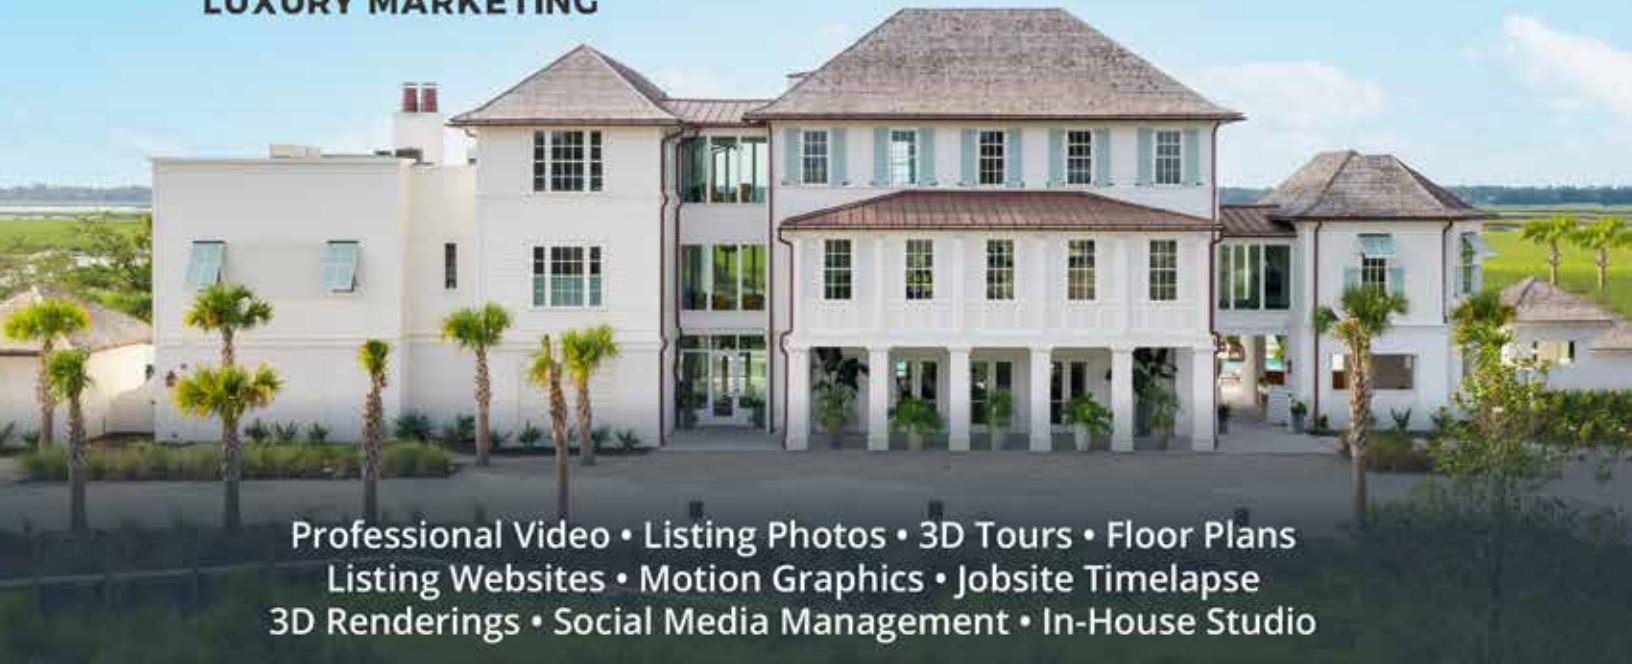 LUXURY MARKETING
Professional Video • Listing Photos • 3D Tours • Floor Plans
Listing Websites • Motion Graphics • Jobsite Timelapse
3D Renderings • Social Media Management • In-House Studio